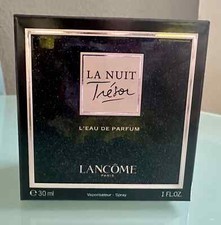 LA NUIT
Trésor
L'EAU DE PARFUM
LANCÔME
PARIS
℮ 30 ml Vaporisateur - Spray 1 FL.OZ.